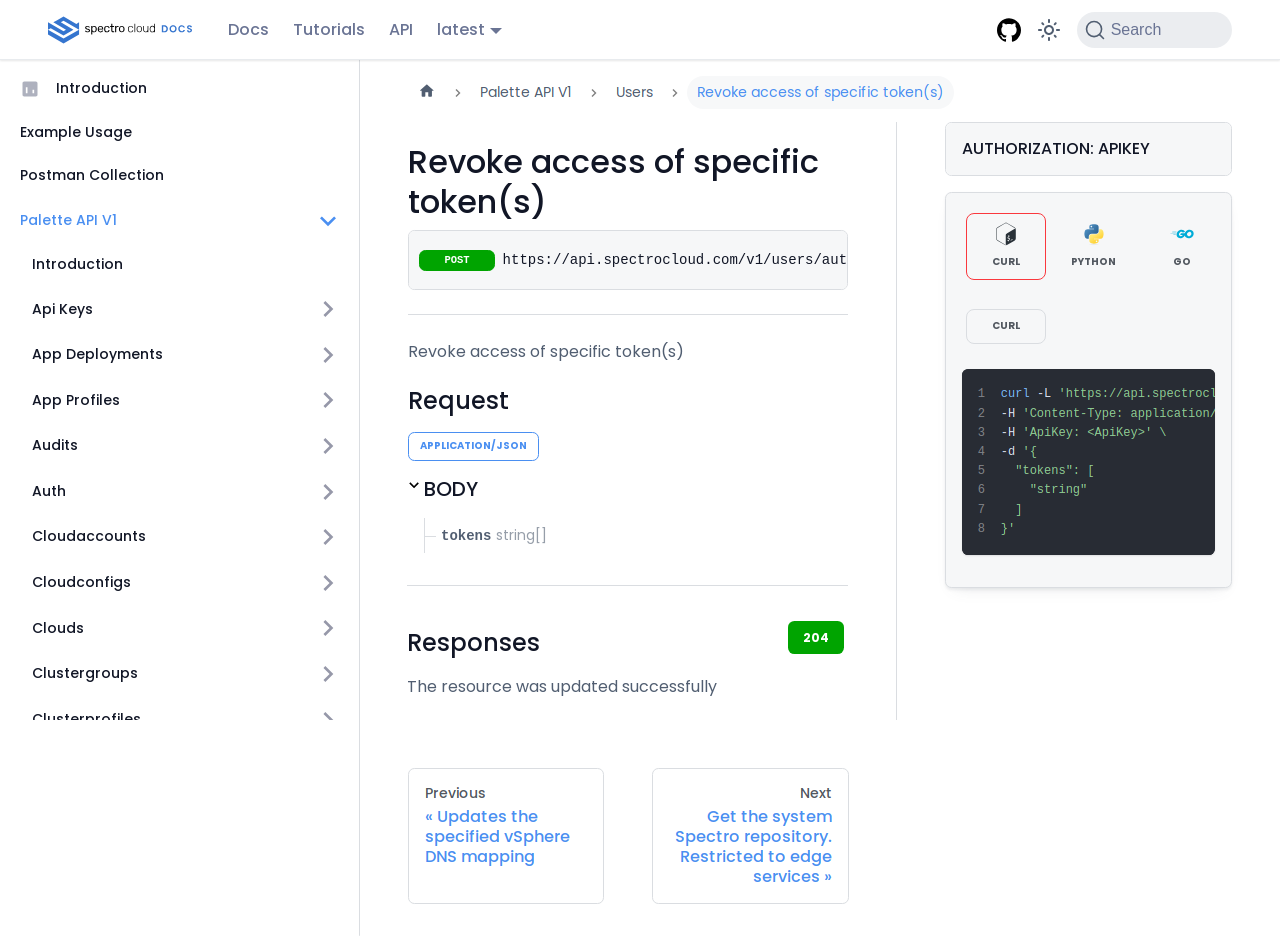 spectro cloud DOCS
Docs
Tutorials
API
latest
Search
Introduction
Example Usage
Postman Collection
Palette API V1
Introduction
Api Keys
App Deployments
App Profiles
Audits
Auth
Cloudaccounts
Cloudconfigs
Clouds
Clustergroups
Clusterprofiles
Palette API V1
Users
Revoke access of specific token(s)
Revoke access of specific
token(s)
POST https://api.spectrocloud.com/v1/users/aut
Revoke access of specific token(s)
Request
APPLICATION/JSON
BODY
tokens string[]
Responses
204
The resource was updated successfully
AUTHORIZATION: APIKEY
CURL
PYTHON
GO
CURL
1 curl -L 'https://api.spectrocl
2 -H 'Content-Type: application/
3 -H 'ApiKey: <ApiKey>' \
4 -d '{
5 "tokens": [
6 "string"
7 ]
8 }'
Previous
« Updates the
specified vSphere
DNS mapping
Next
Get the system
Spectro repository.
Restricted to edge
services »